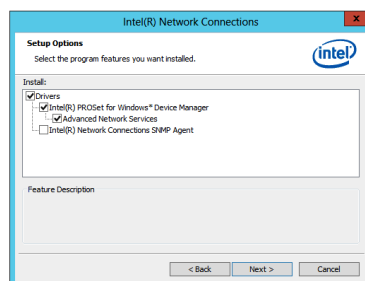 Intel(R) Network Connections
x
Setup Options
Select the program features you want installed.
intel
Install:
Drivers
Intel(R) PROSet for Windows* Device Manager
Advanced Network Services
Intel(R) Network Connections SNMP Agent
Feature Description
< Back
Next >
Cancel